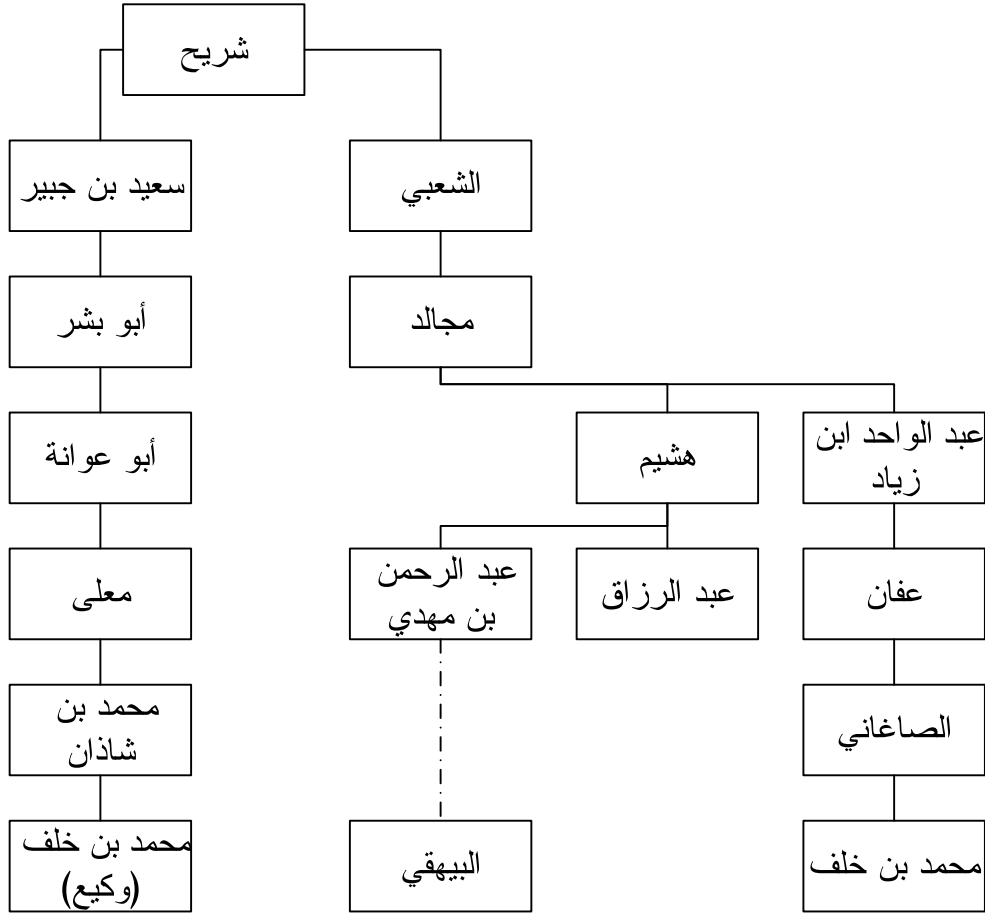 شريح
الشعبي
سعيد بن جبير
مجالد
أبو بشر
عبد الواحد ابن
زياد
هشيم
أبو عوانة
عفان
عبد الرزاق
عبد الرحمن
بن مهدي
معلى
الصاغاني
محمد بن
شاذان
محمد بن خلف
البيهقي
محمد بن خلف
(وكيع)